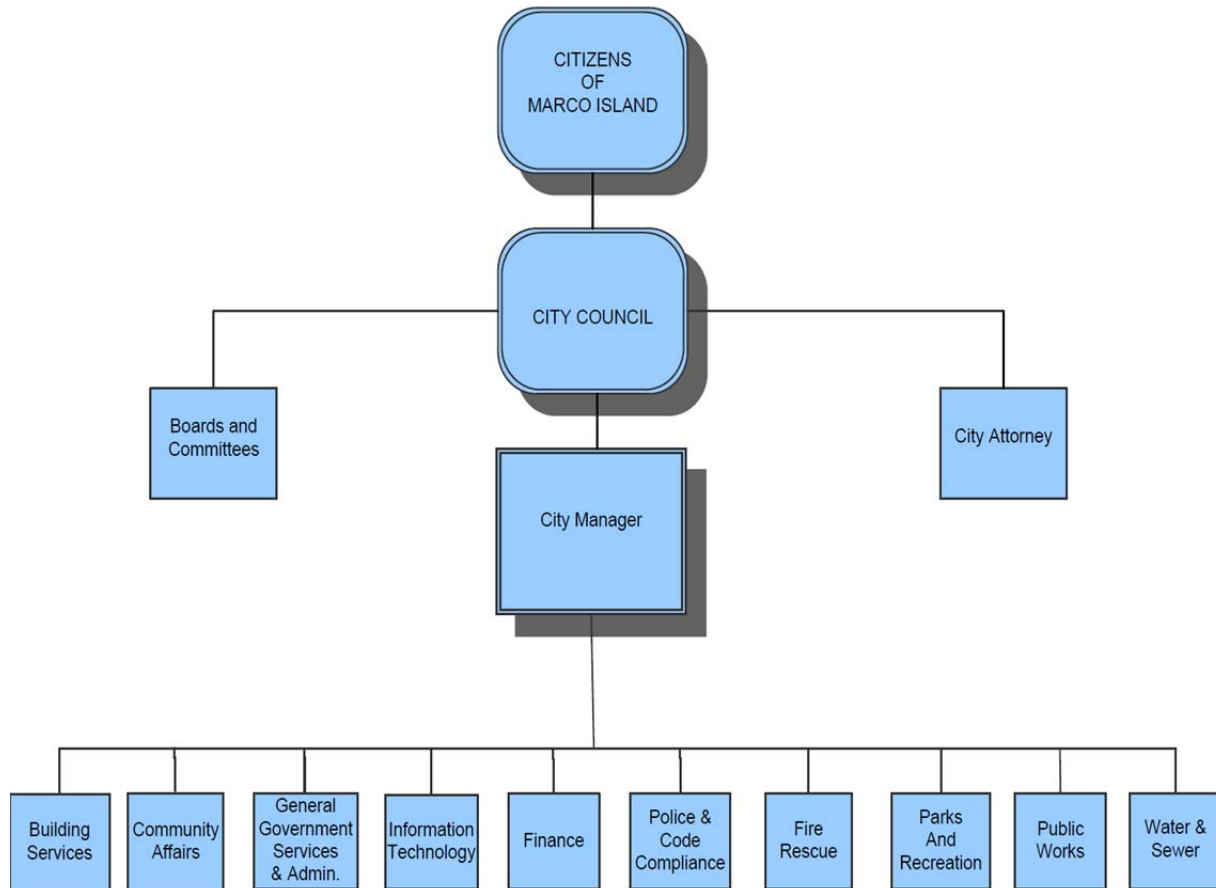 CITIZENS
OF
MARCO ISLAND
CITY COUNCIL
Boards and
Committees
City Attorney
City Manager
Building
Services
Community
Affairs
General
Government
Services
& Admin.
Information
Technology
Finance
Police &
Code
Compliance
Fire
Rescue
Parks
And
Recreation
Public
Works
Water &
Sewer